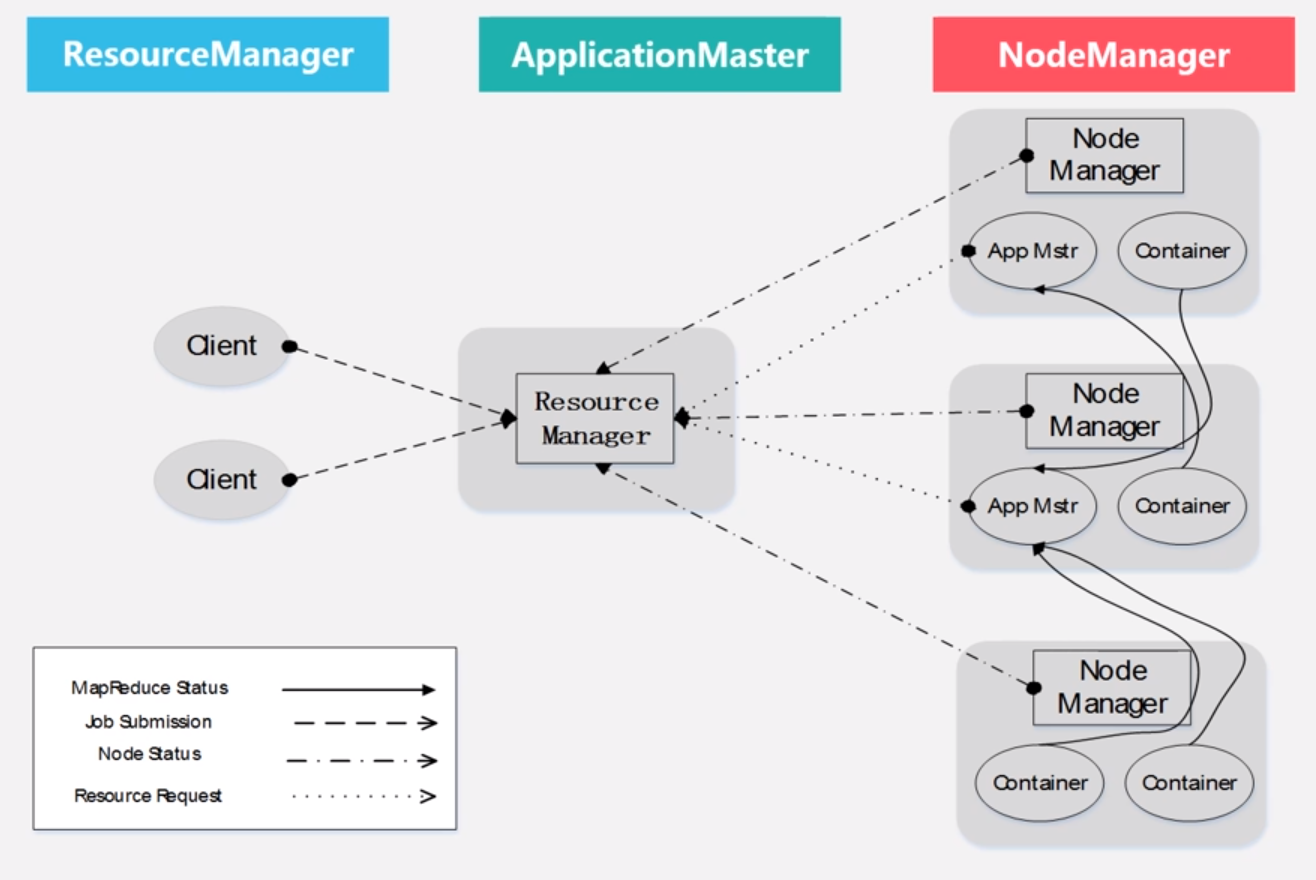 ResourceManager
ApplicationMaster
NodeManager
Node
Manager
App Mstr
Container
Client
Client
Resource
Manager
Node
Manager
App Mstr
Container
Node
Manager
Container
Container
MapReduce Status
Job Submission
Node Status
Resource Request